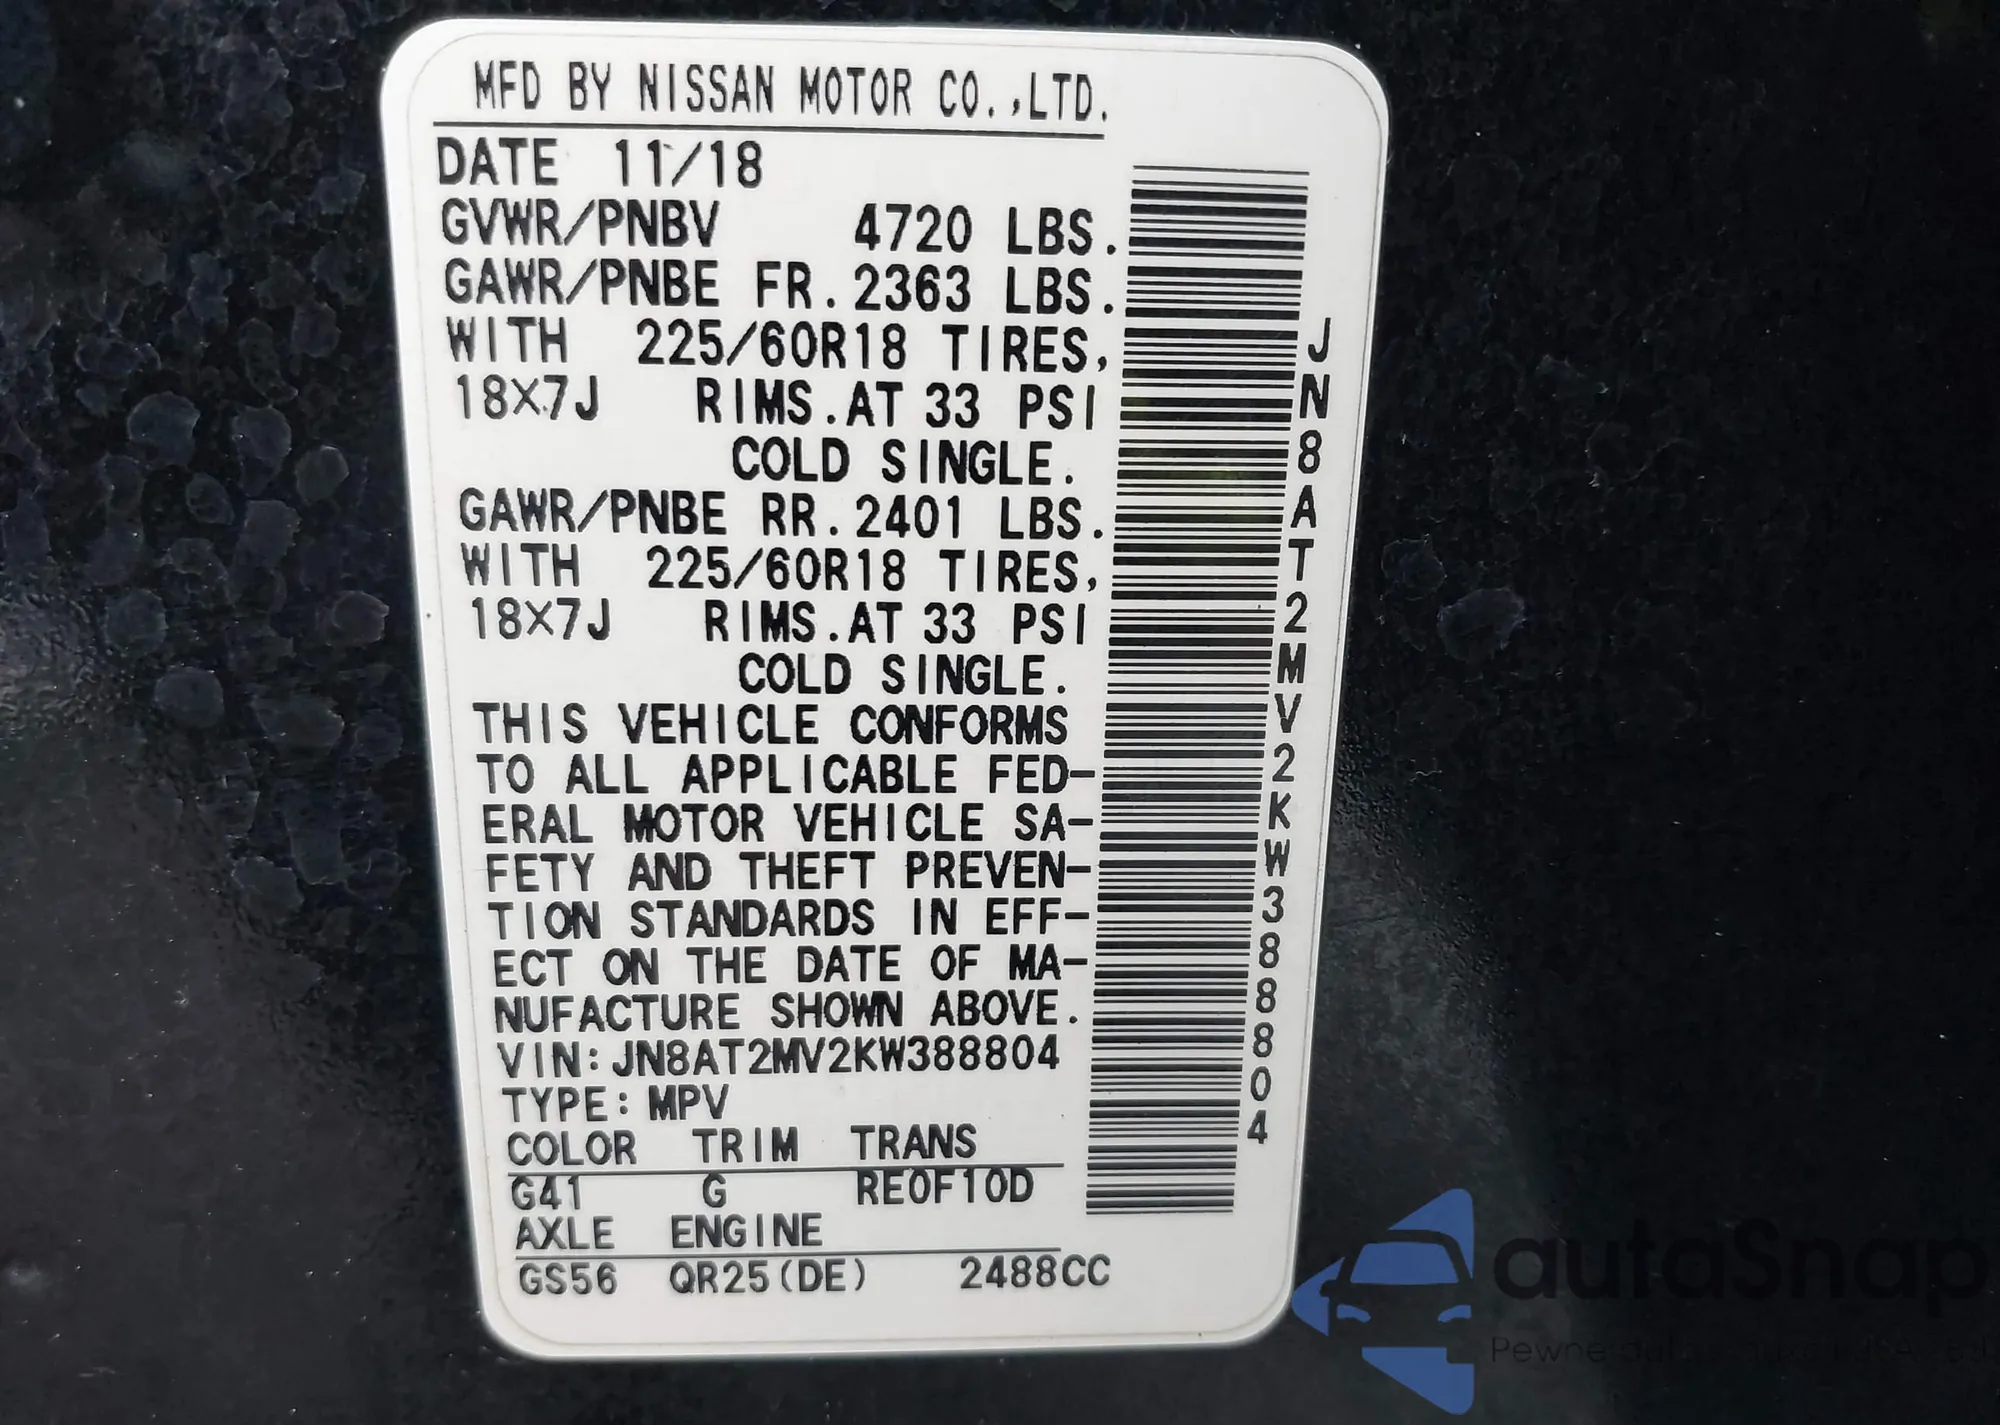 MFD BY NISSAN MOTOR CO.,LTD.
DATE 11/18
GVWR/PNBV 4720 LBS.
GAWR/PNBE FR.2363 LBS.
WITH 225/60R18 TIRES,
18X7J RIMS.AT 33 PSI
COLD SINGLE.
GAWR/PNBE RR.2401 LBS.
WITH 225/60R18 TIRES,
18X7J RIMS.AT 33 PSI
COLD SINGLE.
THIS VEHICLE CONFORMS
TO ALL APPLICABLE FED-
ERAL MOTOR VEHICLE SA-
FETY AND THEFT PREVEN-
TION STANDARDS IN EFF-
ECT ON THE DATE OF MA-
NUFACTURE SHOWN ABOVE.
VIN:JN8AT2MV2KW388804
TYPE:MPV
COLOR TRIM TRANS
G41 G RE0F10D
AXLE ENGINE
GS56 QR25(DE) 2488CC
JN8AT2MV2KW388804
autoSnap
Pewne